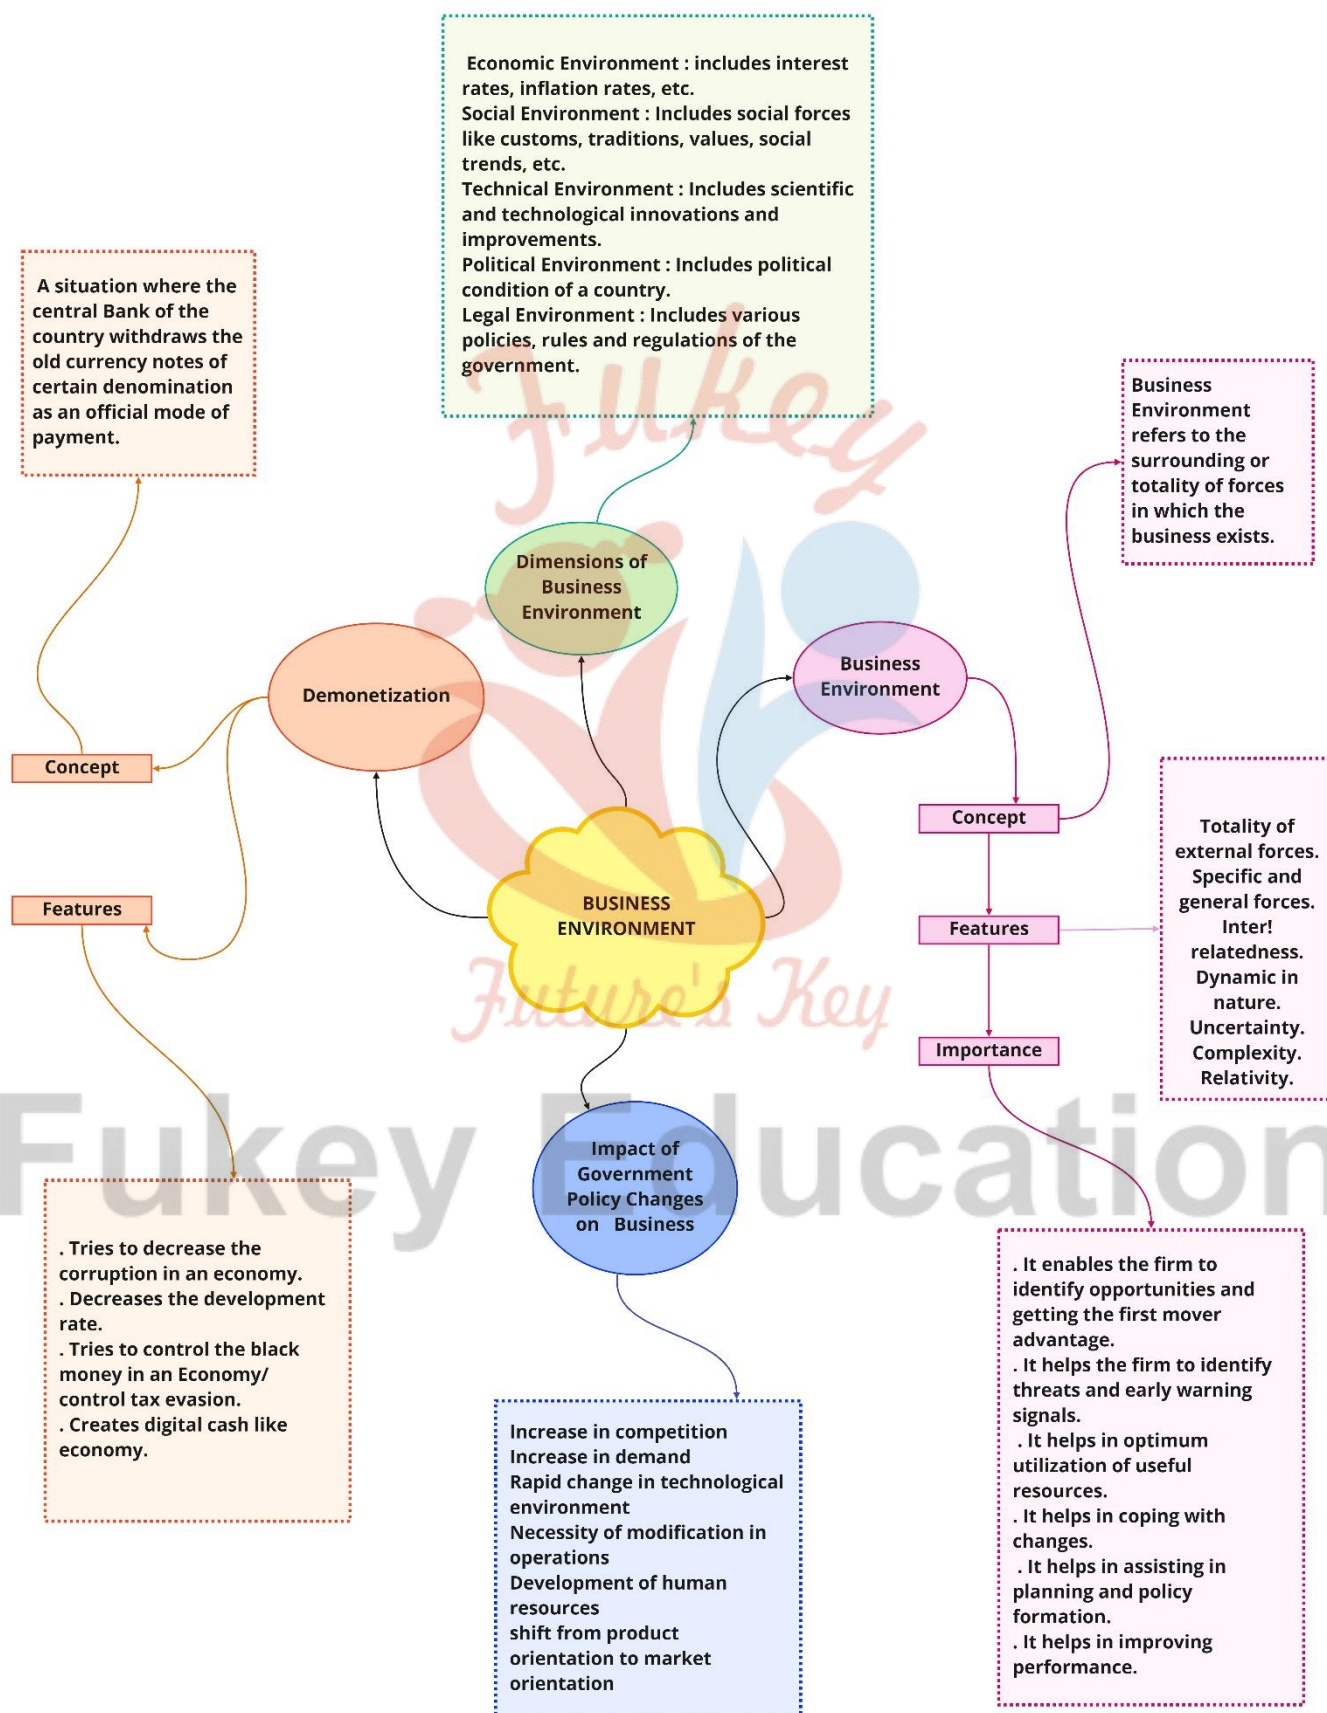 Economic Environment : includes interest
rates, inflation rates, etc.
Social Environment : Includes social forces
like customs, traditions, values, social
trends, etc.
Technical Environment : Includes scientific
and technological innovations and
improvements.
Political Environment : Includes political
condition of a country.
Legal Environment : Includes various
policies, rules and regulations of the
government.
A situation where the
central Bank of the
country withdraws the
old currency notes of
certain denomination
as an official mode of
payment.
Business
Environment
refers to the
surrounding or
totality of forces
in which the
business exists.
Fukey
Dimensions of
Business
Environment
Demonetization
Business
Environment
Concept
Features
BUSINESS
ENVIRONMENT
Concept
Features
Importance
Totality of
external forces.
Specific and
general forces.
Inter!
relatedness.
Dynamic in
nature.
Uncertainty.
Complexity.
Relativity.
Future's Key
Fukey Education
Impact of
Government
Policy Changes
on Business
. Tries to decrease the
corruption in an economy.
. Decreases the development
rate.
. Tries to control the black
money in an Economy/
control tax evasion.
. Creates digital cash like
economy.
Increase in competition
Increase in demand
Rapid change in technological
environment
Necessity of modification in
operations
Development of human
resources
shift from product
orientation to market
orientation
. It enables the firm to
identify opportunities and
getting the first mover
advantage.
. It helps the firm to identify
threats and early warning
signals.
. It helps in optimum
utilization of useful
resources.
. It helps in coping with
changes.
. It helps in assisting in
planning and policy
formation.
. It helps in improving
performance.